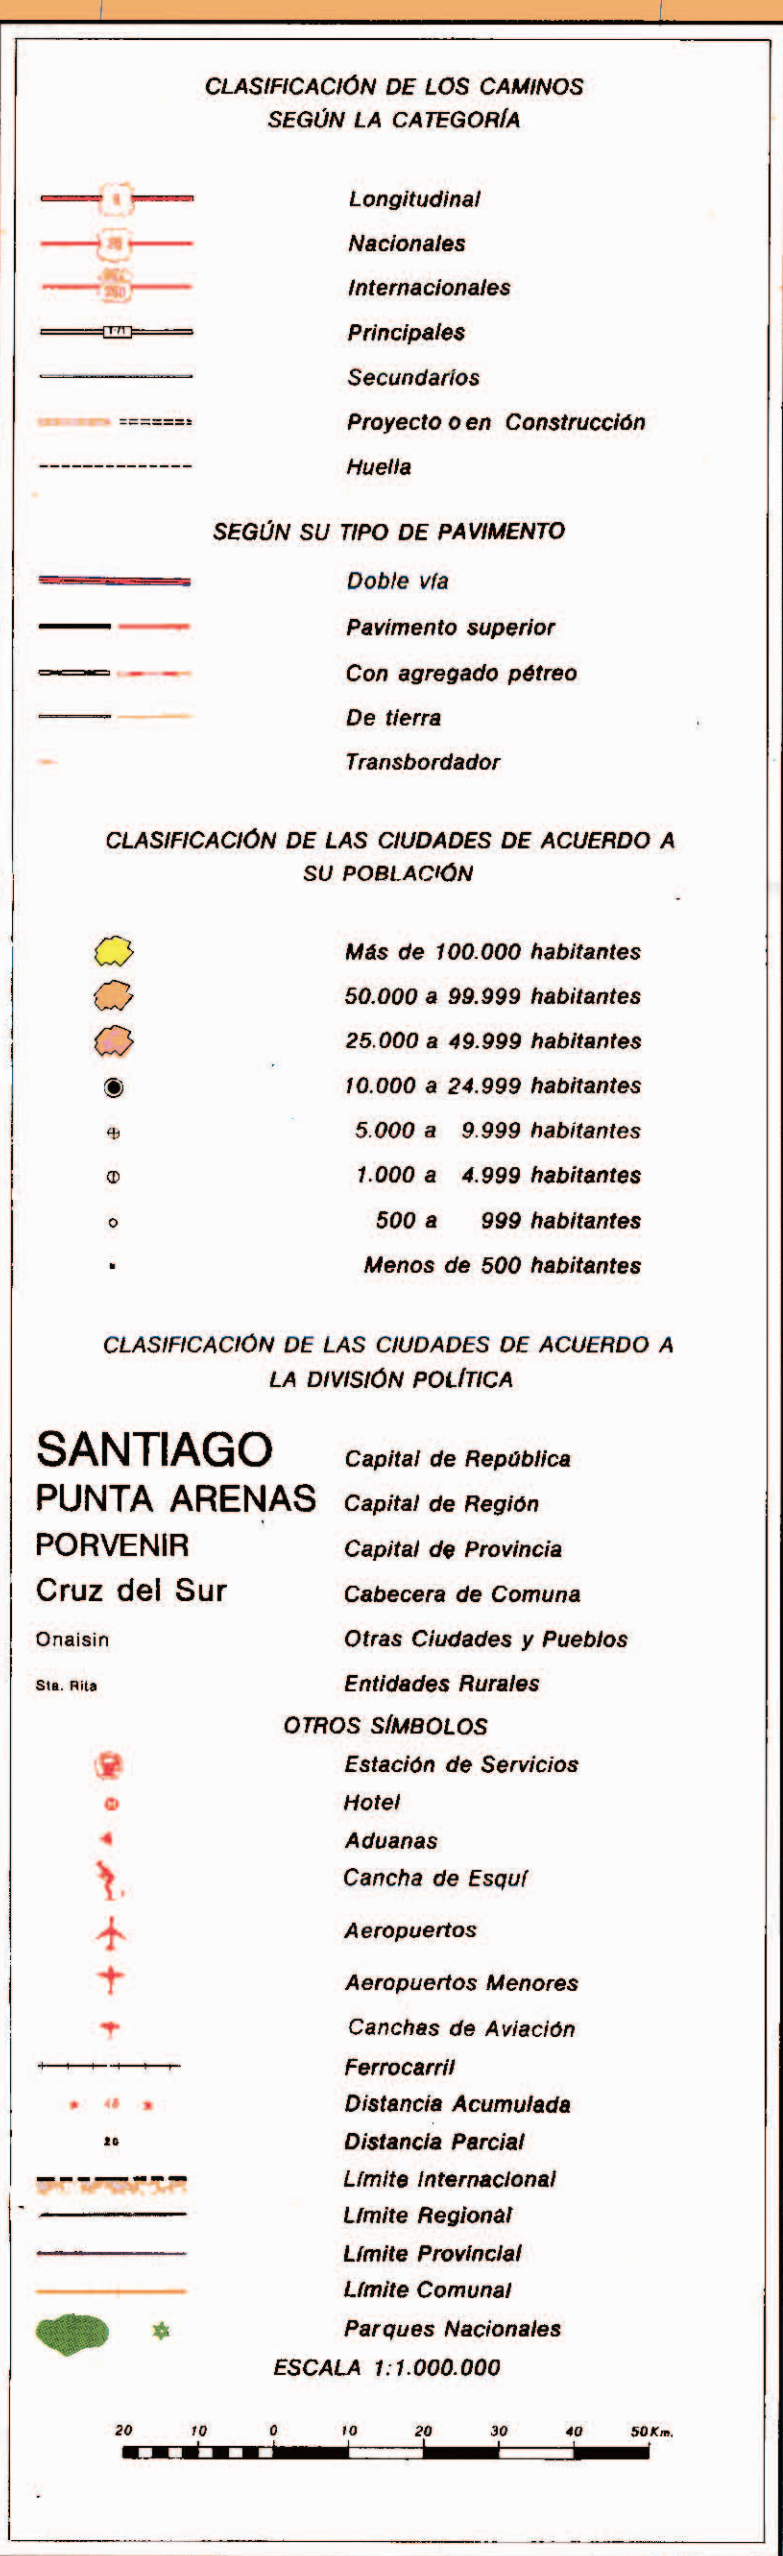 CLASIFICACIÓN DE LOS CAMINOS
SEGÚN LA CATEGORÍA
Longitudinal
Nacionales
Internacionales
T-71 Principales
Secundarios
Proyecto o en Construcción
Huella
SEGÚN SU TIPO DE PAVIMENTO
Doble vía
Pavimento superior
Con agregado pétreo
De tierra
Transbordador
CLASIFICACIÓN DE LAS CIUDADES DE ACUERDO A
SU POBLACIÓN
Más de 100.000 habitantes
50.000 a 99.999 habitantes
25.000 a 49.999 habitantes
10.000 a 24.999 habitantes
5.000 a 9.999 habitantes
1.000 a 4.999 habitantes
500 a 999 habitantes
Menos de 500 habitantes
CLASIFICACIÓN DE LAS CIUDADES DE ACUERDO A
LA DIVISIÓN POLÍTICA
SANTIAGO Capital de República
PUNTA ARENAS Capital de Región
PORVENIR Capital de Provincia
Cruz del Sur Cabecera de Comuna
Onaisin Otras Ciudades y Pueblos
Sta. Rita Entidades Rurales
OTROS SÍMBOLOS
Estación de Servicios
H Hotel
Aduanas
Cancha de Esquí
Aeropuertos
Aeropuertos Menores
Canchas de Aviación
Ferrocarril
Distancia Acumulada
20 Distancia Parcial
Límite Internacional
Límite Regional
Límite Provincial
Límite Comunal
Parques Nacionales
ESCALA 1:1.000.000
20 10 0 10 20 30 40 50 Km.